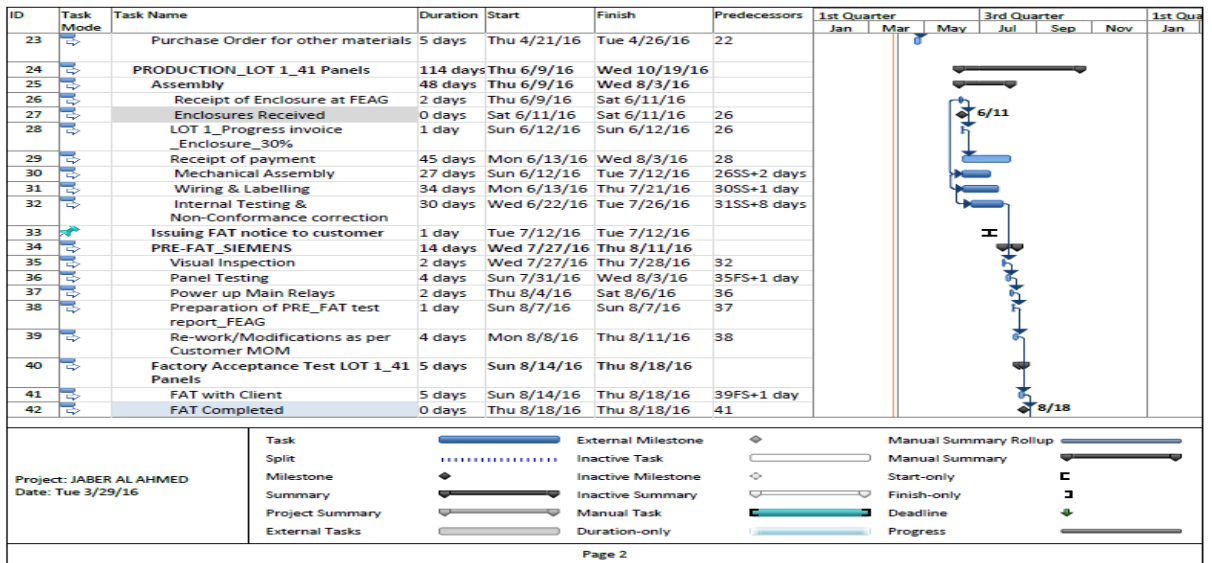 ID Task Mode Task Name Duration Start Finish Predecessors 1st Quarter 3rd Quarter 1st Qua
Jan Mar May Jul Sep Nov Jan
23 Purchase Order for other materials 5 days Thu 4/21/16 Tue 4/26/16 22
24 PRODUCTION_LOT 1_41 Panels 114 days Thu 6/9/16 Wed 10/19/16
25 Assembly 48 days Thu 6/9/16 Wed 8/3/16
26 Receipt of Enclosure at FEAG 2 days Thu 6/9/16 Sat 6/11/16
27 Enclosures Received 0 days Sat 6/11/16 Sat 6/11/16 26 6/11
28 LOT 1_Progress invoice 1 day Sun 6/12/16 Sun 6/12/16 26
_Enclosure_30%
29 Receipt of payment 45 days Mon 6/13/16 Wed 8/3/16 28
30 Mechanical Assembly 27 days Sun 6/12/16 Tue 7/12/16 26SS+2 days
31 Wiring & Labelling 34 days Mon 6/13/16 Thu 7/21/16 30SS+1 day
32 Internal Testing & 30 days Wed 6/22/16 Tue 7/26/16 31SS+8 days
Non-Conformance correction
33 Issuing FAT notice to customer 1 day Tue 7/12/16 Tue 7/12/16
34 PRE-FAT_SIEMENS 14 days Wed 7/27/16 Thu 8/11/16
35 Visual Inspection 2 days Wed 7/27/16 Thu 7/28/16 32
36 Panel Testing 4 days Sun 7/31/16 Wed 8/3/16 35FS+1 day
37 Power up Main Relays 2 days Thu 8/4/16 Sat 8/6/16 36
38 Preparation of PRE_FAT test 1 day Sun 8/7/16 Sun 8/7/16 37
report_FEAG
39 Re-work/Modifications as per 4 days Mon 8/8/16 Thu 8/11/16 38
Customer MOM
40 Factory Acceptance Test LOT 1_41 5 days Sun 8/14/16 Thu 8/18/16
Panels
41 FAT with Client 5 days Sun 8/14/16 Thu 8/18/16 39FS+1 day
42 FAT Completed 0 days Thu 8/18/16 Thu 8/18/16 41 8/18
Project: JABER AL AHMED
Date: Tue 3/29/16
Task External Milestone Manual Summary Rollup
Split Inactive Task Manual Summary
Milestone Inactive Milestone Start-only
Summary Inactive Summary Finish-only
Project Summary Manual Task Deadline
External Tasks Duration-only Progress
Page 2